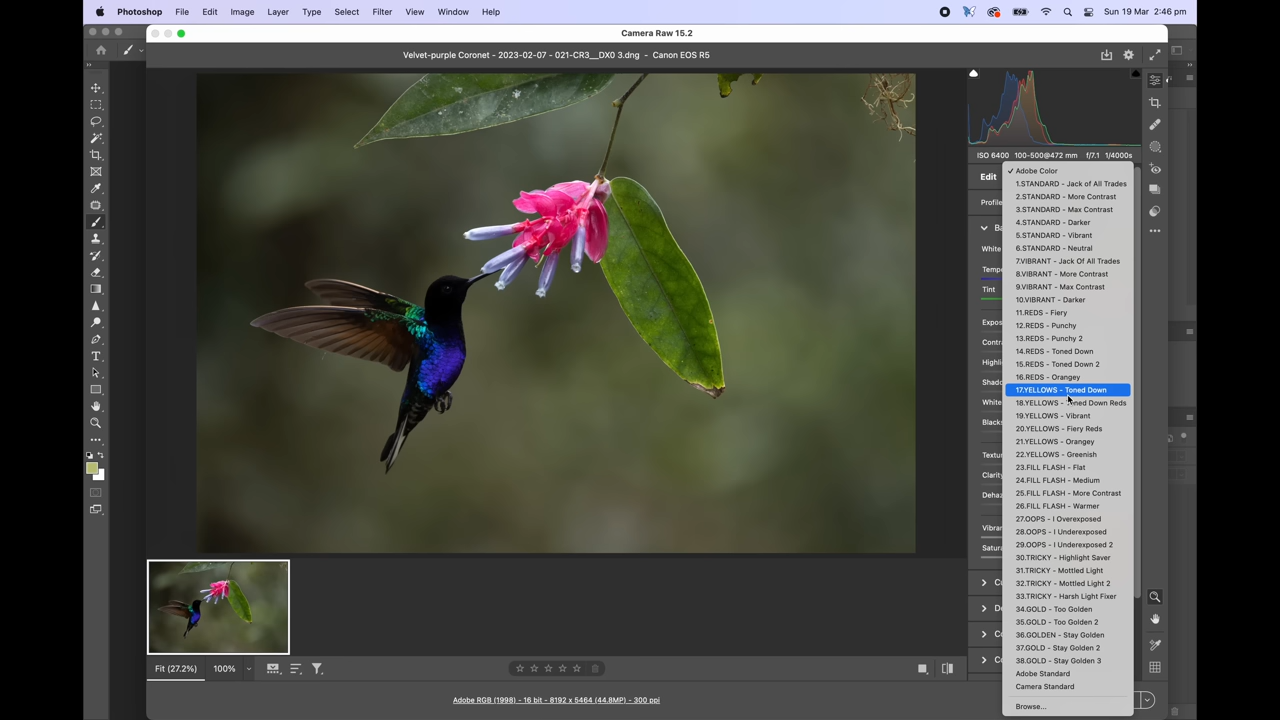 Photoshop File Edit Image Layer Type Select Filter View Window Help Sun 19 Mar 2:46 pm
Camera Raw 15.2
Velvet-purple Coronet - 2023-02-07 - 021-CR3__DX0 3.dng - Canon EOS R5
ISO 6400 100-500@472 mm f/7.1 1/4000s
Edit
Profile
White
Tint
Adobe Color
1.STANDARD - Jack of All Trades
2.STANDARD - More Contrast
3.STANDARD - Max Contrast
4.STANDARD - Darker
5.STANDARD - Vibrant
6.STANDARD - Neutral
7.VIBRANT - Jack Of All Trades
8.VIBRANT - More Contrast
9.VIBRANT - Max Contrast
10.VIBRANT - Darker
11.REDS - Fiery
12.REDS - Punchy
13.REDS - Punchy 2
14.REDS - Toned Down
15.REDS - Toned Down 2
16.REDS - Orangey
17.YELLOWS - Toned Down
18.YELLOWS - Toned Down Reds
19.YELLOWS - Vibrant
20.YELLOWS - Fiery Reds
21.YELLOWS - Orangey
22.YELLOWS - Greenish
23.FILL FLASH - Flat
24.FILL FLASH - Medium
25.FILL FLASH - More Contrast
26.FILL FLASH - Warmer
27.OOPS - I Overexposed
28.OOPS - I Underexposed
29.OOPS - I Underexposed 2
30.TRICKY - Highlight Saver
31.TRICKY - Mottled Light
32.TRICKY - Mottled Light 2
33.TRICKY - Harsh Light Fixer
34.GOLD - Too Golden
35.GOLD - Too Golden 2
36.GOLDEN - Stay Golden
37.GOLD - Stay Golden 2
38.GOLD - Stay Golden 3
Adobe Standard
Camera Standard
Browse...
Fit (27.2%) 100%
Adobe RGB (1998) - 16 bit - 8192 x 5464 (44.8MP) - 300 ppi